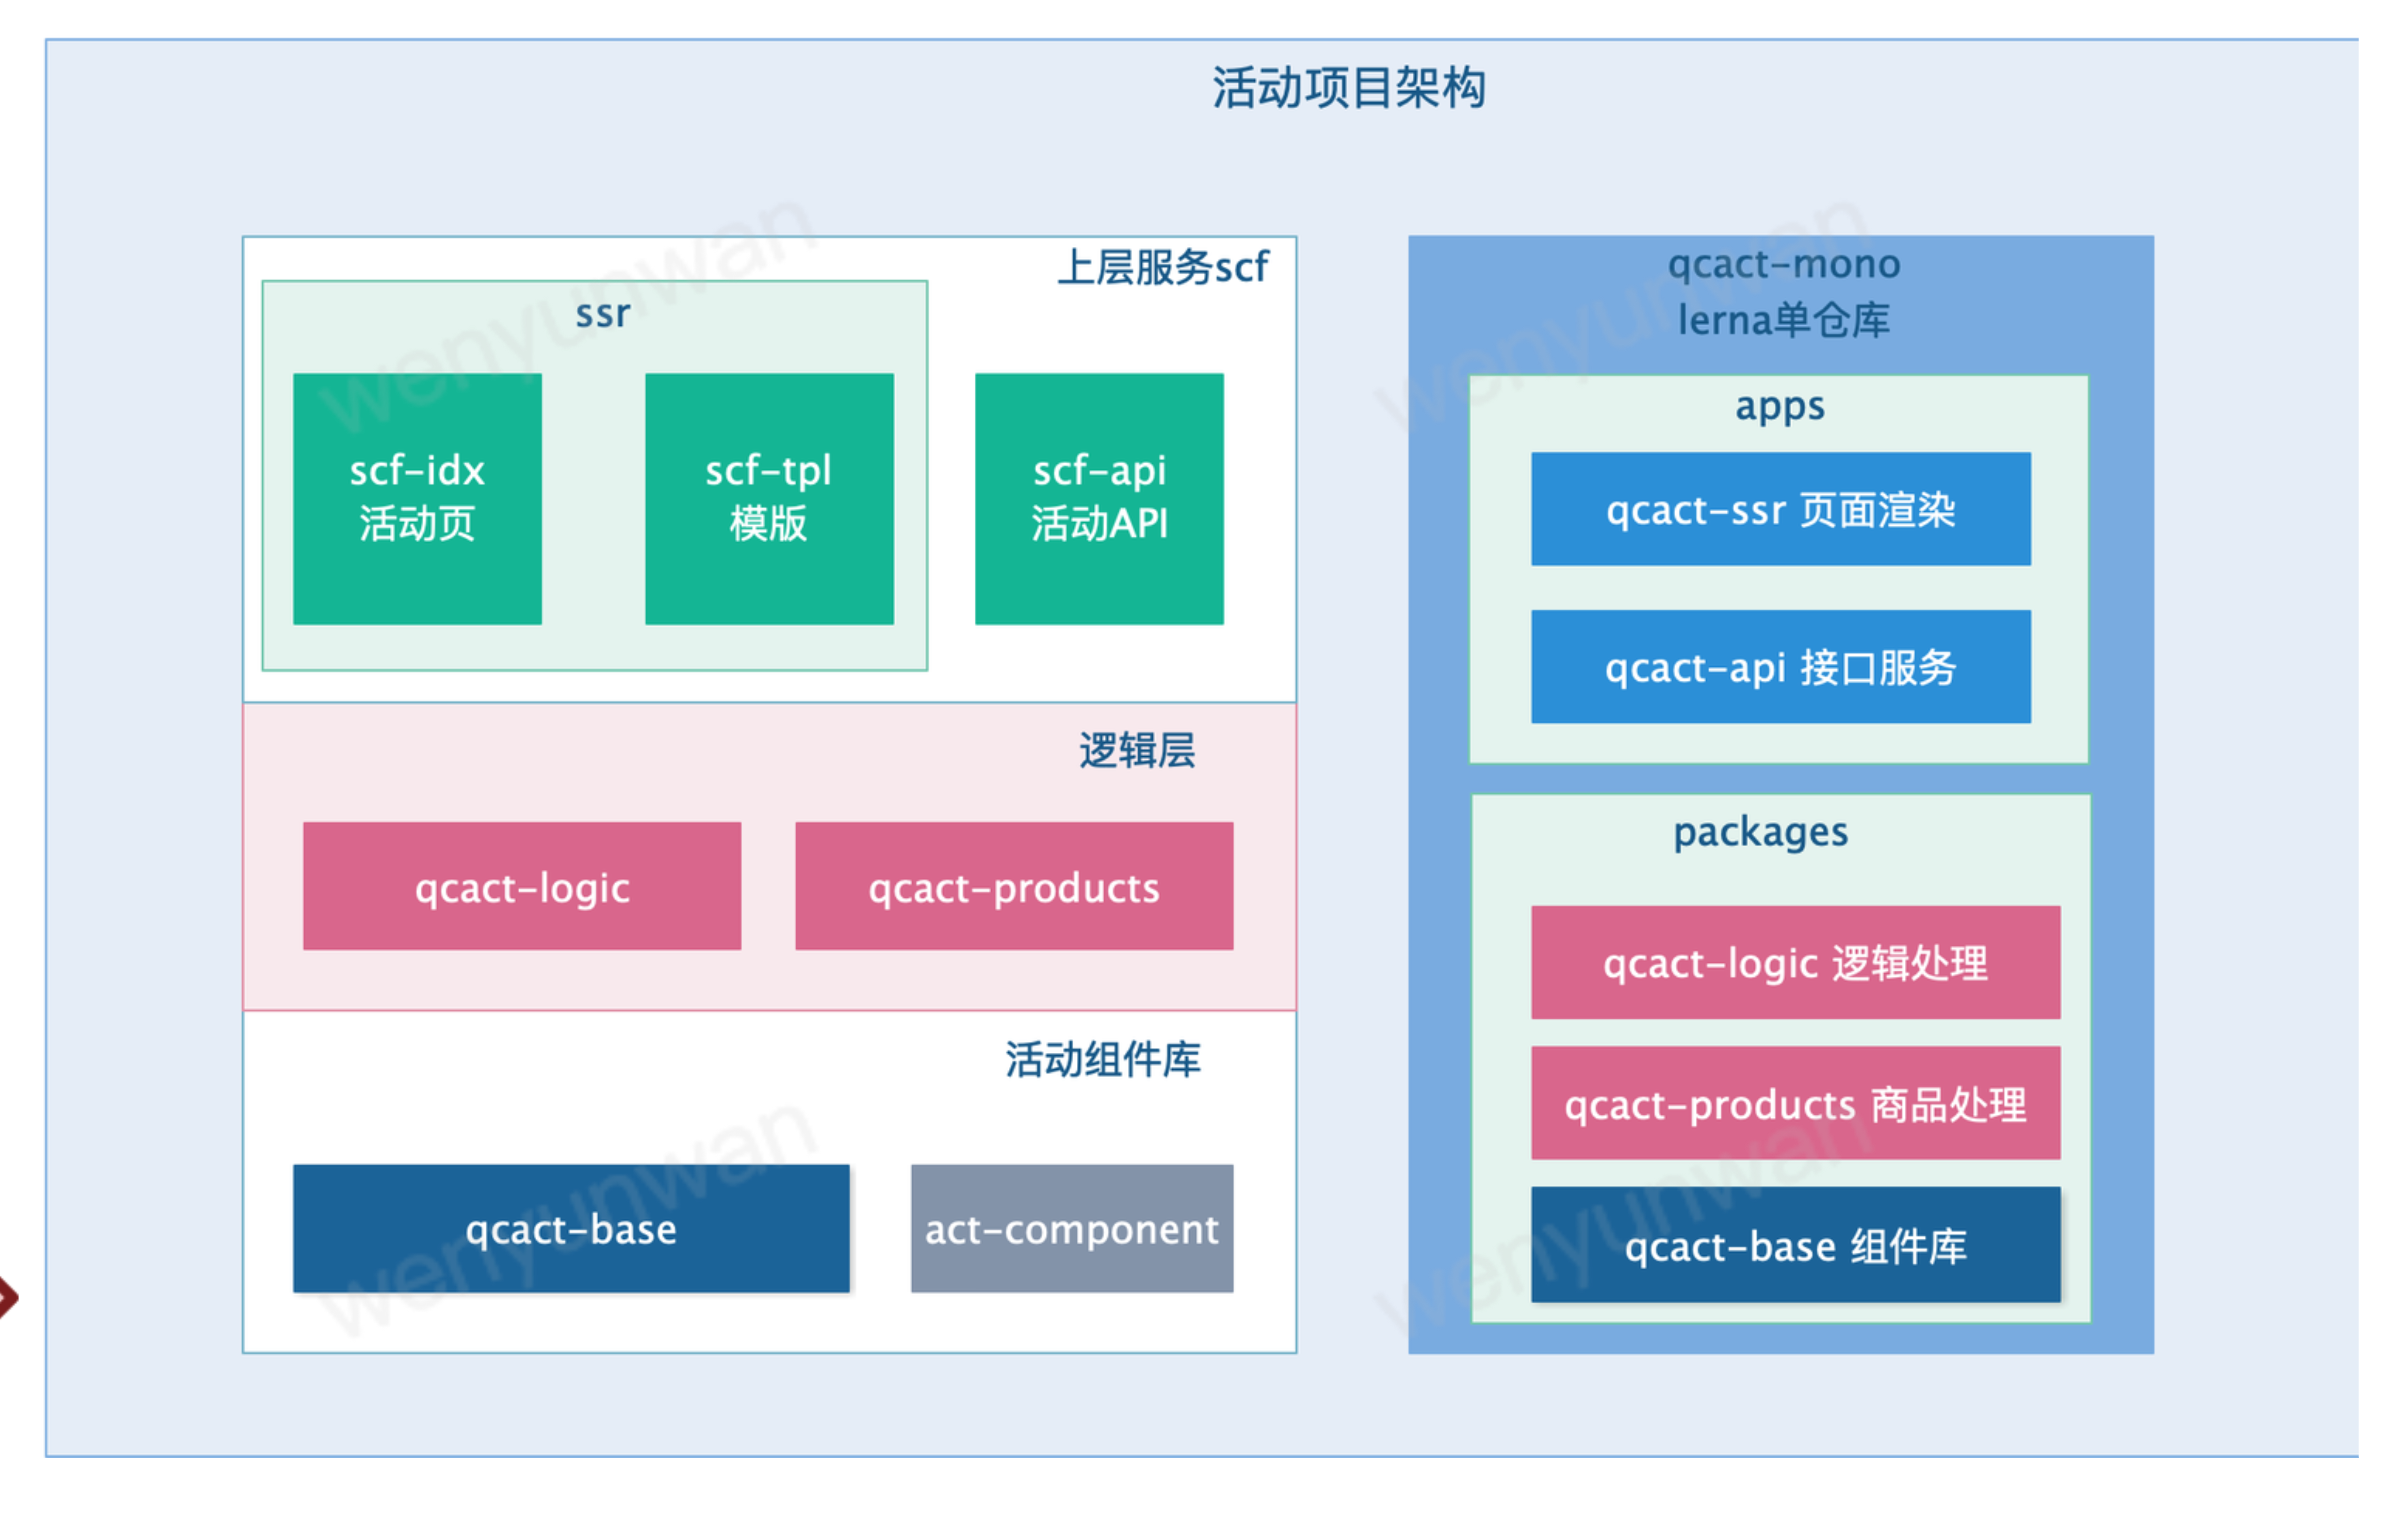 活动项目架构
上层服务scf
ssr
scf-idx
活动页
scf-tpl
模版
scf-api
活动API
逻辑层
qcact-logic
qcact-products
活动组件库
qcact-base
act-component
qcact-mono
lerna单仓库
apps
qcact-ssr 页面渲染
qcact-api 接口服务
packages
qcact-logic 逻辑处理
qcact-products 商品处理
qcact-base 组件库
wenyunwan
wenyunwan
wenyunwan
wenyunwan